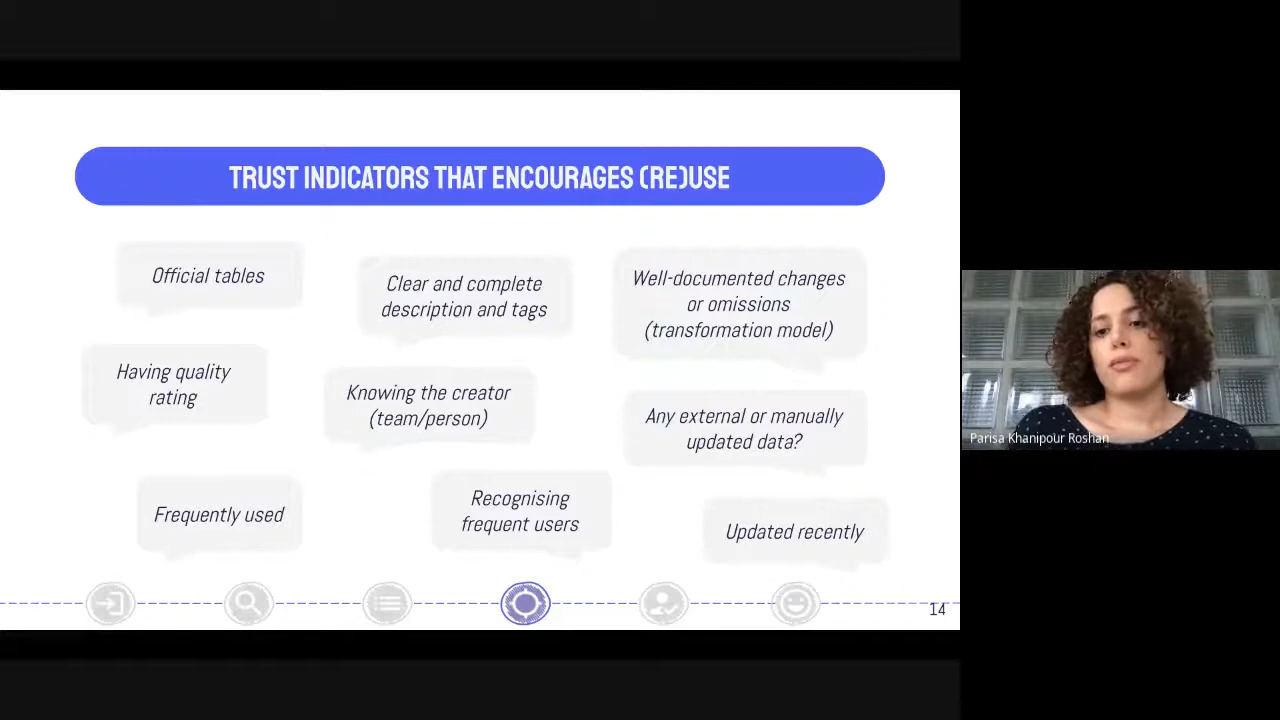 TRUST INDICATORS THAT ENCOURAGES (RE)USE
Official tables
Clear and complete
description and tags
Well-documented changes
or omissions
(transformation model)
Having quality
rating
Knowing the creator
(team/person)
Any external or manually
updated data?
Frequently used
Recognising
frequent users
Updated recently
14
Parisa Khanipour Roshan